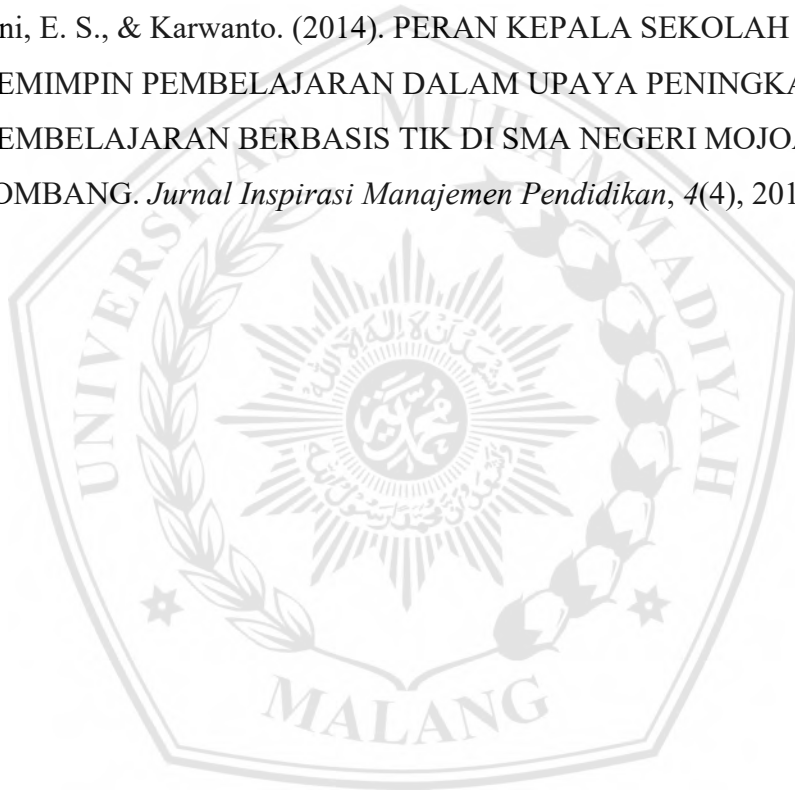 ni, E. S., & Karwanto. (2014). PERAN KEPALA SEKOLAH
EMIMPIN PEMBELAJARAN DALAM UPAYA PENINGKA
EMBELAJARAN BERBASIS TIK DI SMA NEGERI MOJOA
OMBANG. Jurnal Inspirasi Manajemen Pendidikan, 4(4), 201
UNIVERSITAS MUHAMMADIYAH
MALANG